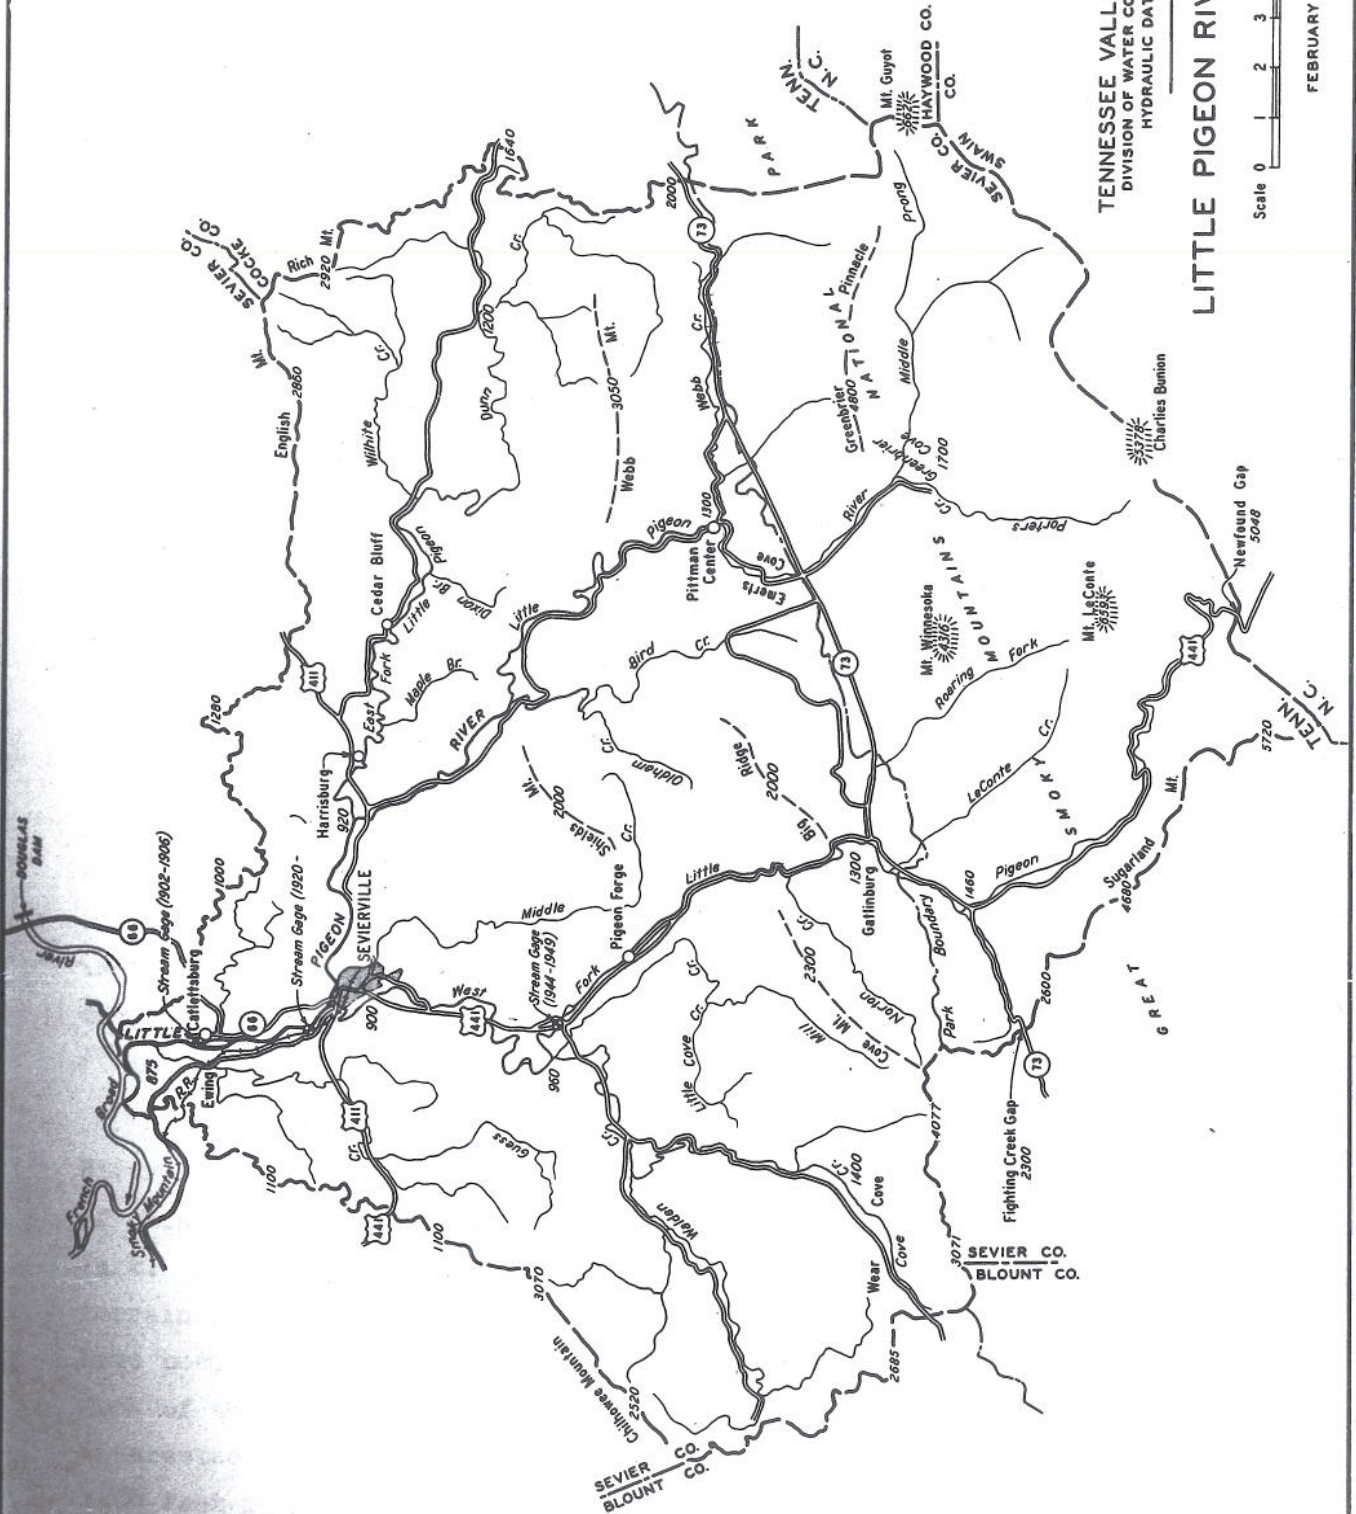 TENNESSEE VALL
DIVISION OF WATER CO
HYDRAULIC DAT
LITTLE PIGEON RIV
Scale 0 1 2 3
FEBRUARY
DOUGLAS
DAM
River
66
Stream Gage (1902-1906)
Catlettsburg
LITTLE
875
Broad
French
Smoky Mountain
R.R.
Ewing
66
1000
1280
Stream Gage (1920-
PIGEON
SEVIERVILLE
900
Harrisburg
920
411
East
Fork
Little
Pigeon
Cedar Bluff
Maple Br.
Dixon
Br.
English
Mt.
2860
SEVIER CO.
COCKE CO.
Rich
Mt.
2920
Wilhite
Cr.
Dunn
Cr.
1200
1640
Webb
3050
Mt.
RIVER
Little
Pigeon
Pittman
Center
1300
Webb
Cr.
73
2000
PARK
TENN.
N.C.
Mt. Guyot
6621
HAYWOOD CO.
CO.
SEVIER CO.
SWAIN
Prong
Middle
Greenbrier
Pinnacle
4800
NATIONAL
Greenbrier
Cove
1700
River
Emerts
Cove
Porters
Cr.
Charlies Bunion
5378
Newfound Gap
5048
441
TENN.
N.C.
5720
Mt.
Sugarland
4680
Mt. LeConte
6593
Mt. Winnesoka
4316
MOUNTAINS
Roaring
Fork
LeConte
Cr.
SMOKY
GREAT
73
Bird
Cr.
Oldham
Cr.
Shields
Mt.
2000
Middle
Cr.
Big
Ridge
2000
Gatlinburg
1300
1460
Pigeon
Little
Pigeon Forge
Fork
West
441
Stream Gage
(1944-1949)
960
Boundary
Park
2600
73
Fighting Creek Gap
2300
Norton
Cr.
2300
Cove
Mt.
Mill
Cr.
Little Cove
Cr.
411
Cr.
Guess
1100
441
1100
Walden
Cr.
3070
Chilhowee Mountain
2520
SEVIER CO.
BLOUNT CO.
Cove
Cr.
1400
Wear
Cove
4077
3071
SEVIER CO.
BLOUNT CO.
2685